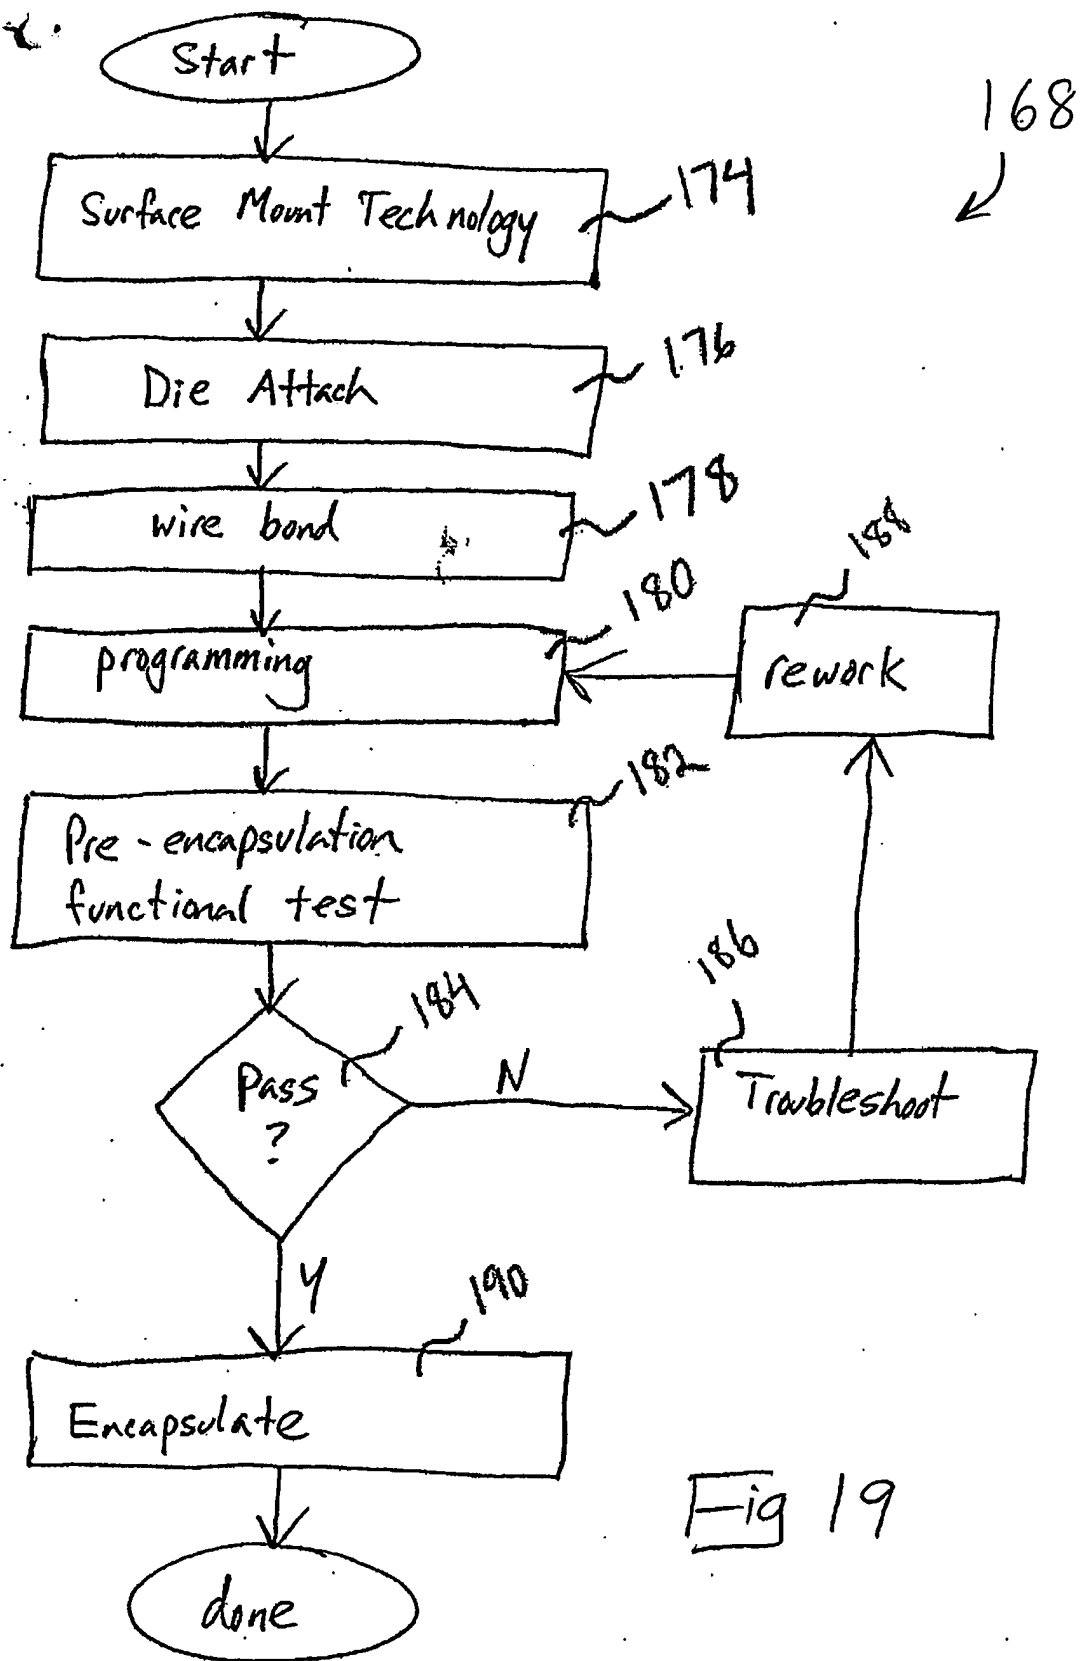 Start
168
Surface Mount Technology
174
Die Attach
176
wire bond
178
programming
180
rework
188
Pre-encapsulation
functional test
182
Pass
?
184
N
Troubleshoot
186
Y
Encapsulate
190
done
Fig 19